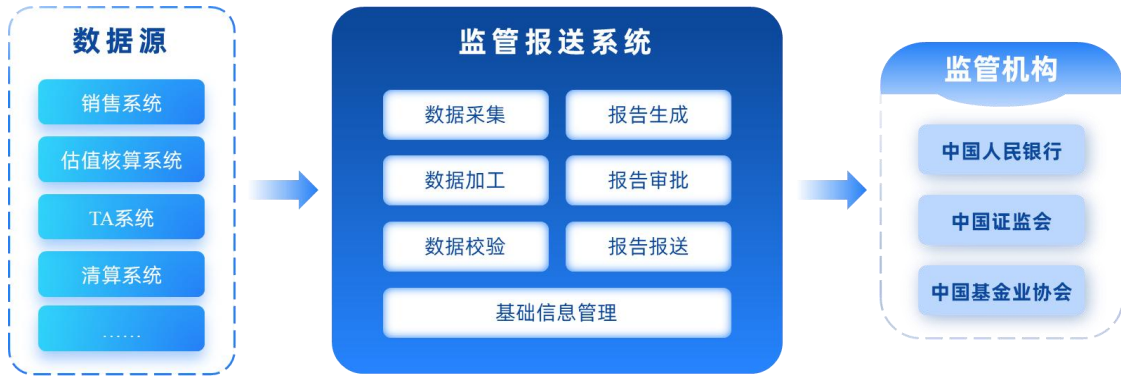 数据源
销售系统
估值核算系统
TA系统
清算系统
......
监管报送系统
数据采集
报告生成
数据加工
报告审批
数据校验
报告报送
基础信息管理
监管机构
中国人民银行
中国证监会
中国基金业协会